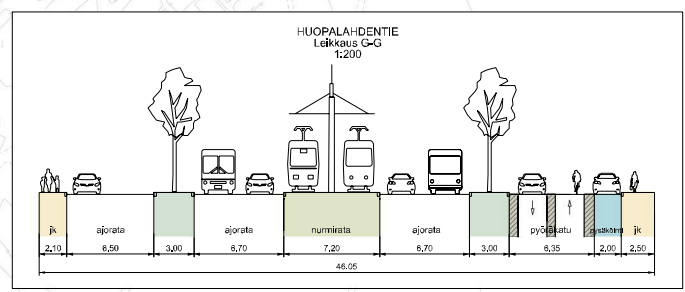 HUOPALAHDENTIE
Leikkaus G-G
1:200
jk ajorata ajorata nurmirata ajorata pyöräkatu pysäköinti jk
2,10 6,50 3,00 6,70 7,20 6,70 3,00 6,35 2,00 2,50
46.05